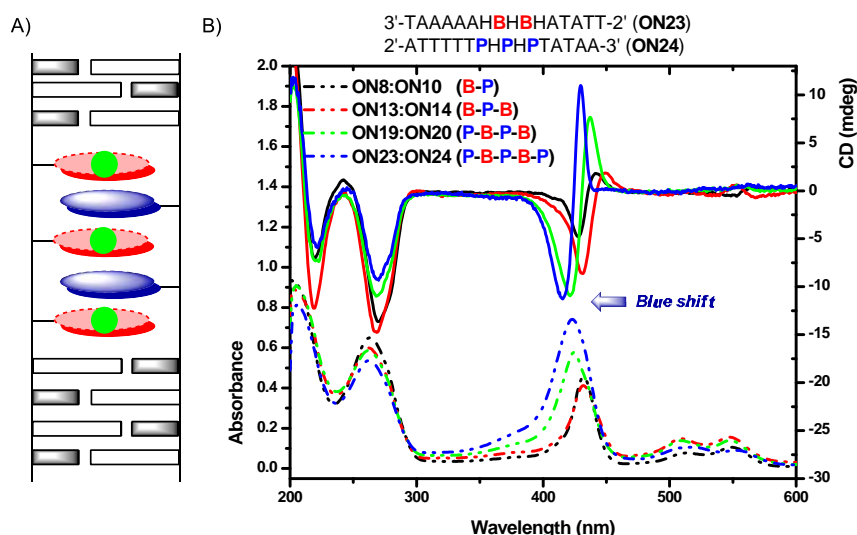 A)
B)
3'-TAAAAAHBHBHATATT-2' (ON23)
2'-ATTTTTPHPHPTATAA-3' (ON24)
2.0
1.8
1.6
1.4
1.2
1.0
0.8
0.6
0.4
0.2
0.0
Absorbance
ON8:ON10 (B-P)
ON13:ON14 (B-P-B)
ON19:ON20 (P-B-P-B)
ON23:ON24 (P-B-P-B-P)
Blue shift
10
5
0
-5
-10
-15
-20
-25
-30
CD (mdeg)
200 300 400 500 600
Wavelength (nm)